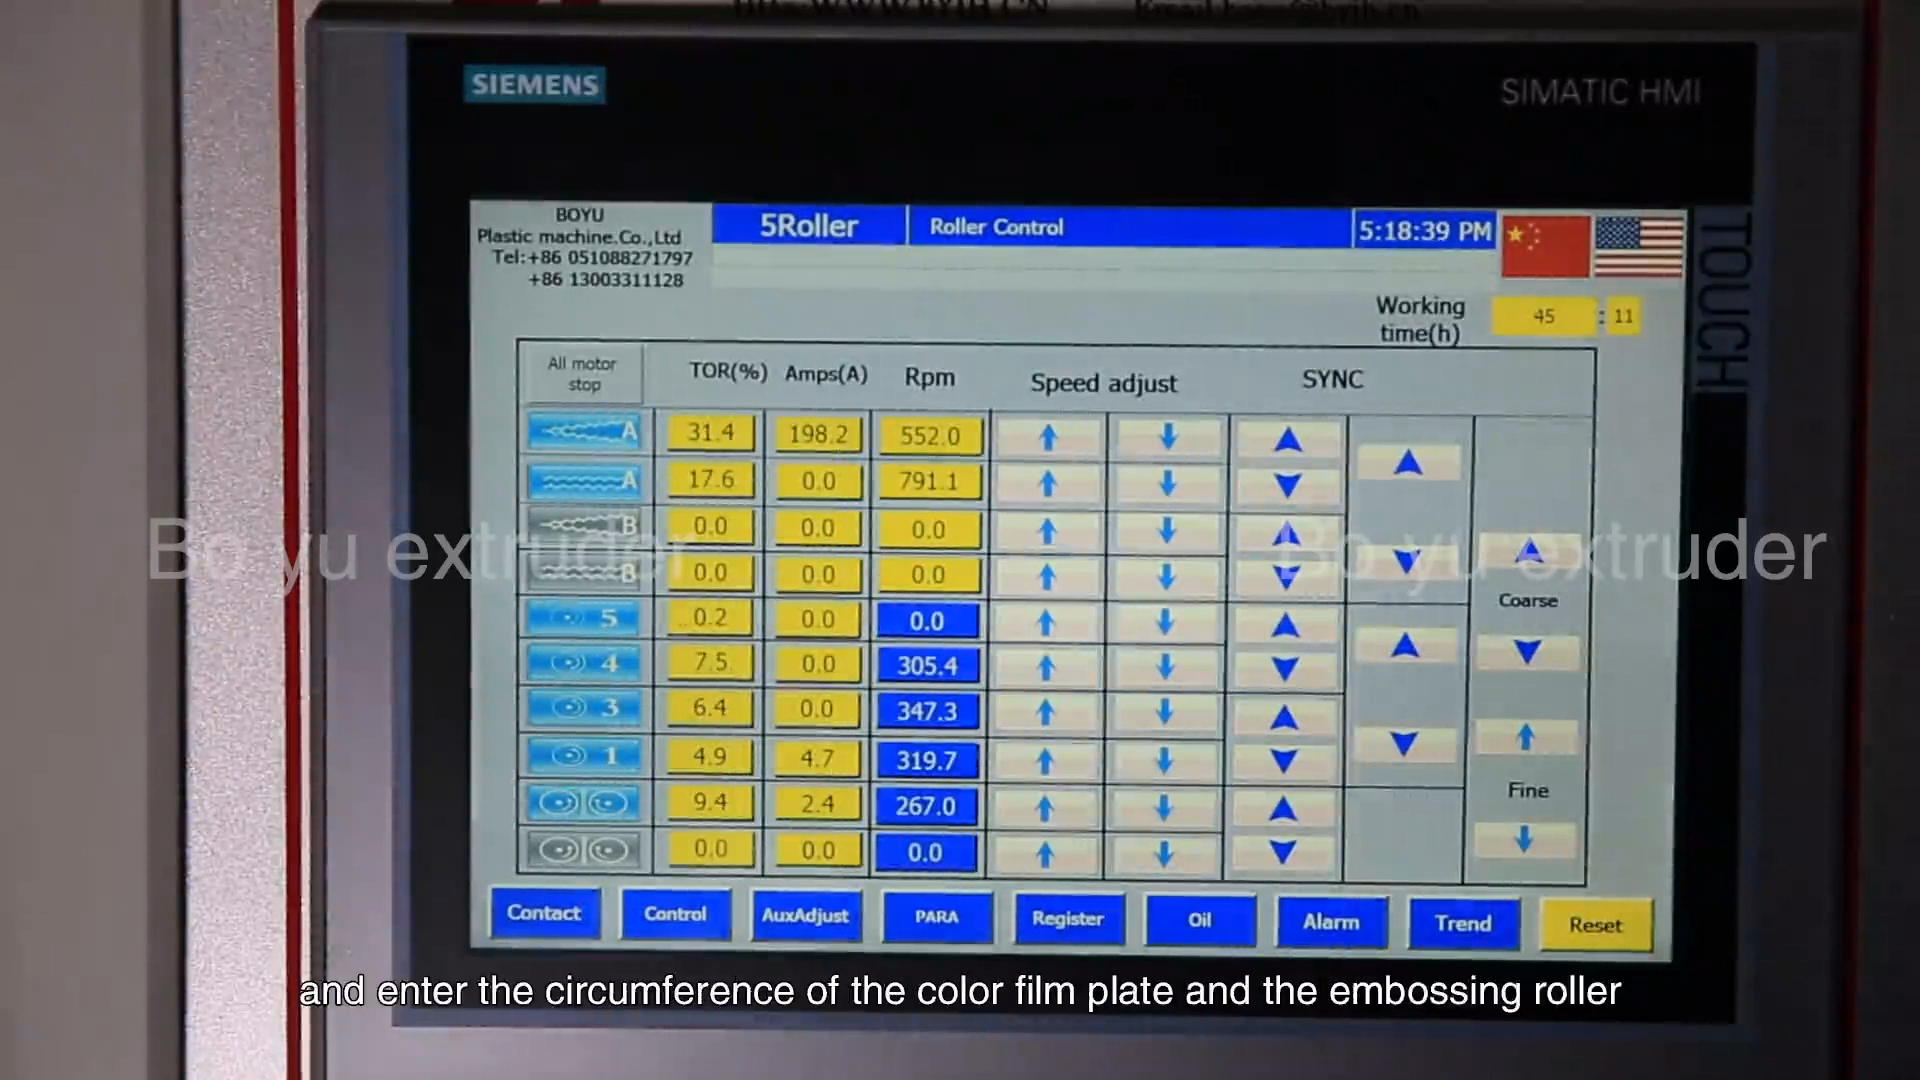 SIEMENS
SIMATIC HMI
TOUCH
BOYU
Plastic machine.Co.,Ltd
Tel:+86 051088271797
+86 13003311128
5Roller
Roller Control
5:18:39 PM
Working
time(h)
45 : 11
All motor
stop
TOR(%) Amps(A) Rpm Speed adjust SYNC
A 31.4 198.2 552.0
A 17.6 0.0 791.1
B 0.0 0.0 0.0
B 0.0 0.0 0.0
5 0.2 0.0 0.0
4 7.5 0.0 305.4
3 6.4 0.0 347.3
1 4.9 4.7 319.7
9.4 2.4 267.0
0.0 0.0 0.0
Coarse
Fine
Contact Control AuxAdjust PARA Register Oil Alarm Trend Reset
Bo yu extruder
Bo yu extruder
and enter the circumference of the color film plate and the embossing roller